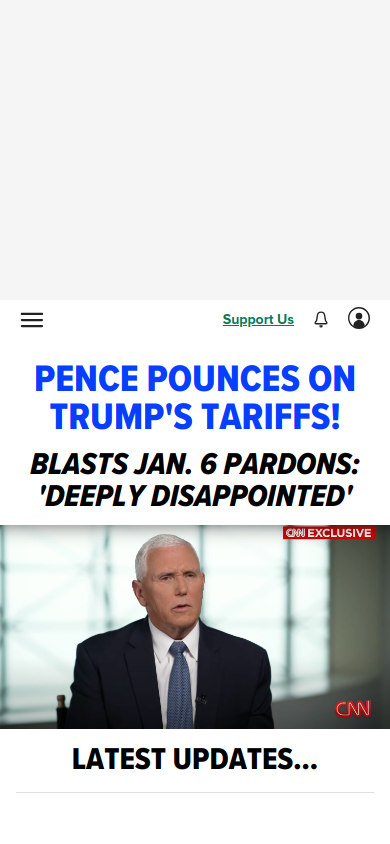 Support Us
PENCE POUNCES ON
TRUMP'S TARIFFS!
BLASTS JAN. 6 PARDONS:
'DEEPLY DISAPPOINTED'
CNN EXCLUSIVE
CNN
LATEST UPDATES...